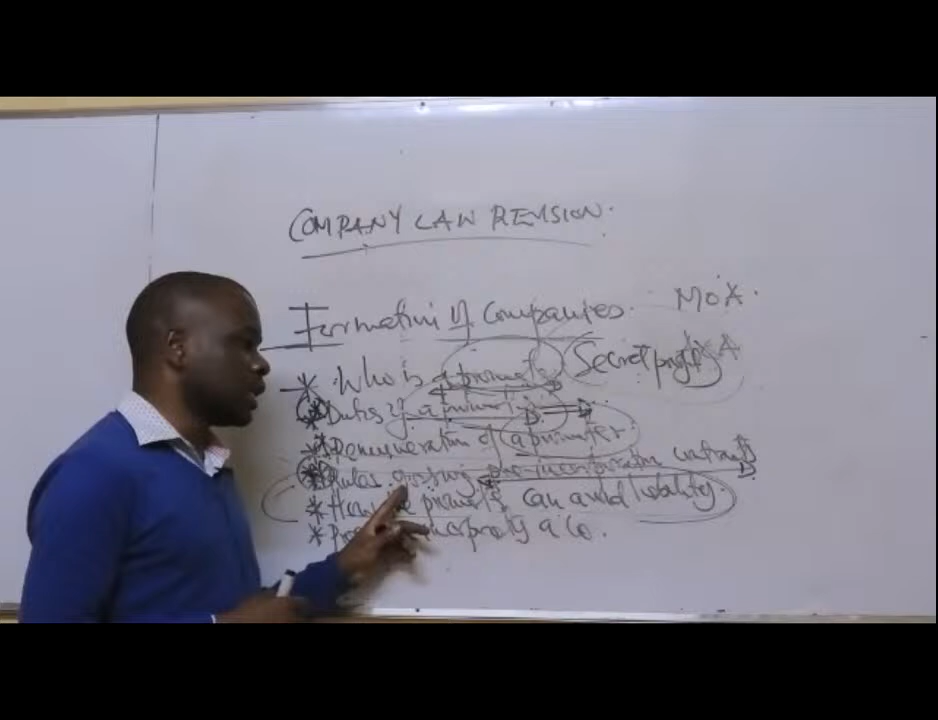 COMPANY LAW REVISION.
Formation of Companies. MOA.
* Who is a promoter Secret profits
* Duties of a promoter
* Remuneration of a promoter.
* Rules pre-incorporation contracts
* How promoters can avoid liability.
* a Co.